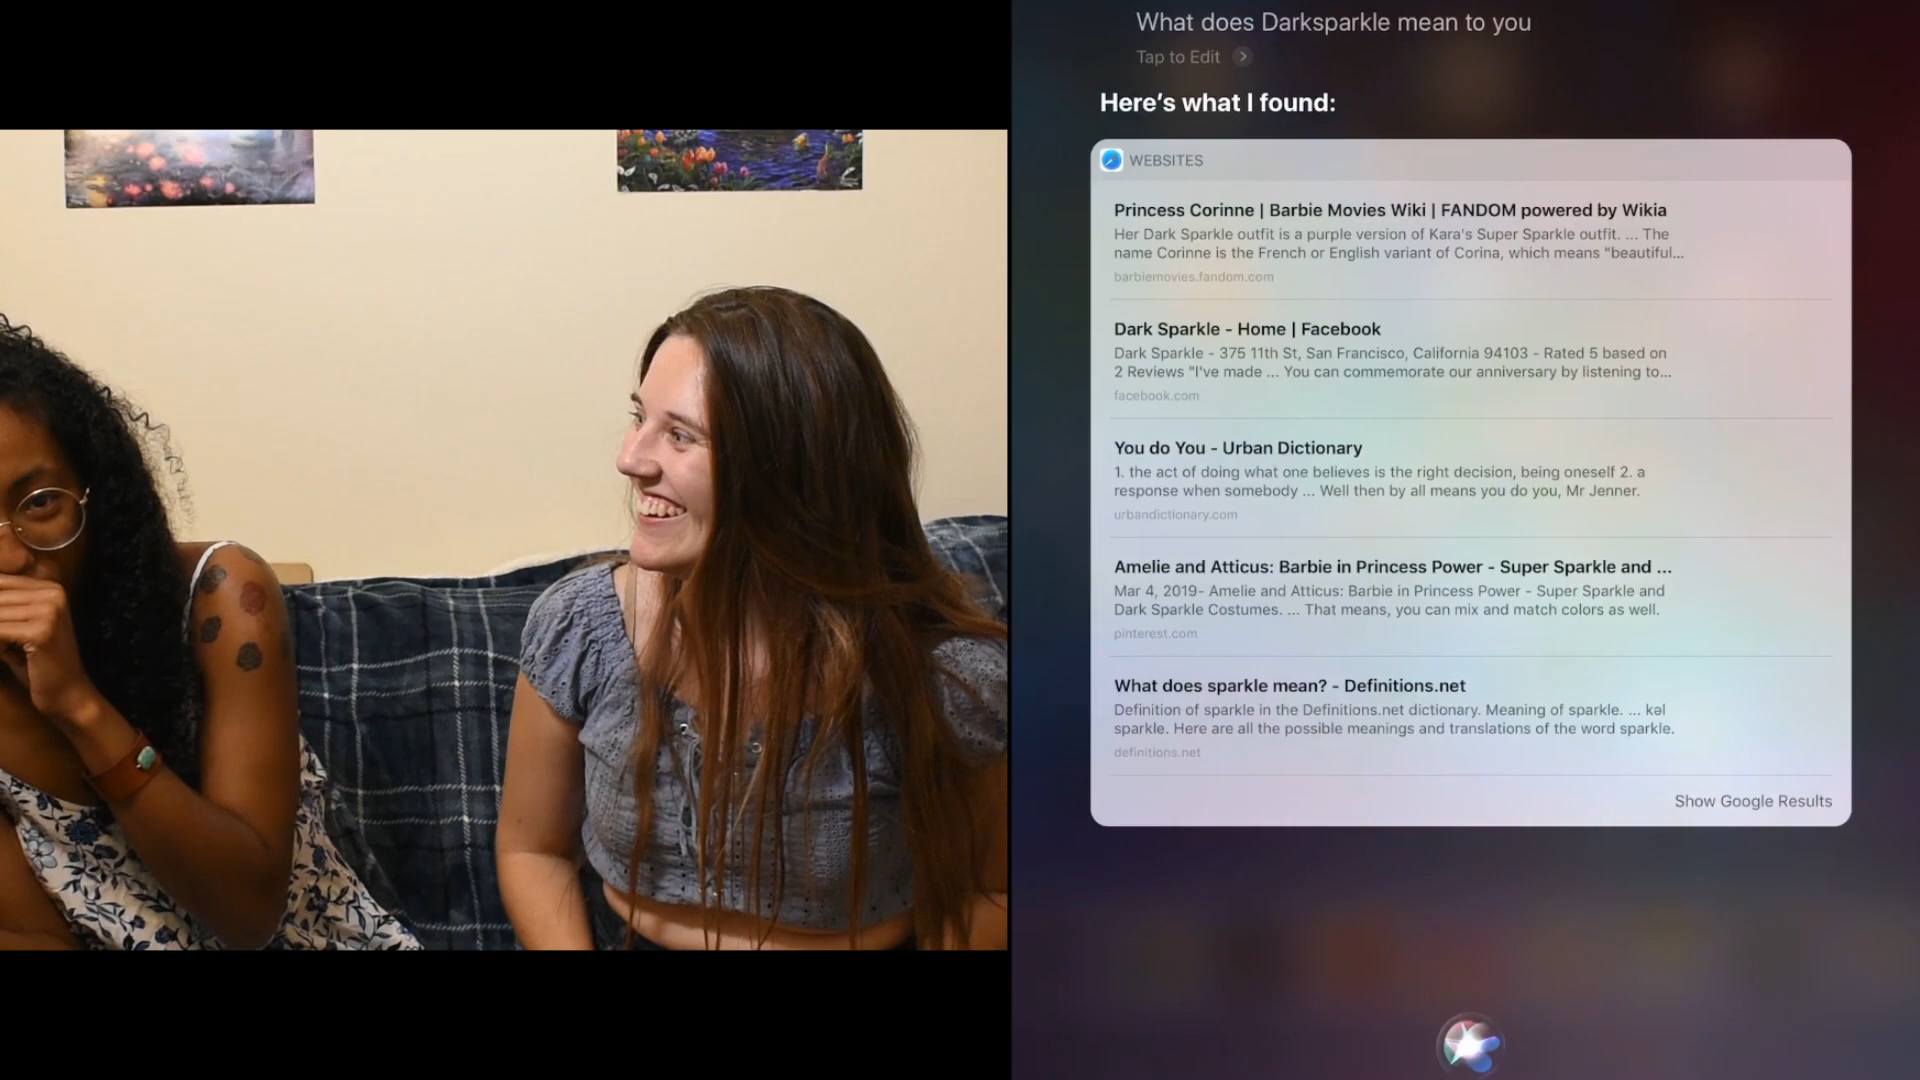 What does Darksparkle mean to you
Tap to Edit
Here's what I found:
WEBSITES
Princess Corinne | Barbie Movies Wiki | FANDOM powered by Wikia
Her Dark Sparkle outfit is a purple version of Kara's Super Sparkle outfit. ... The
name Corinne is the French or English variant of Corina, which means "beautiful...
barbiemovies.fandom.com
Dark Sparkle - Home | Facebook
Dark Sparkle - 375 11th St, San Francisco, California 94103 - Rated 5 based on
2 Reviews "I've made ... You can commemorate our anniversary by listening to...
facebook.com
You do You - Urban Dictionary
1. the act of doing what one believes is the right decision, being oneself 2. a
response when somebody ... Well then by all means you do you, Mr Jenner.
urbandictionary.com
Amelie and Atticus: Barbie in Princess Power - Super Sparkle and ...
Mar 4, 2019- Amelie and Atticus: Barbie in Princess Power - Super Sparkle and
Dark Sparkle Costumes. ... That means, you can mix and match colors as well.
pinterest.com
What does sparkle mean? - Definitions.net
Definition of sparkle in the Definitions.net dictionary. Meaning of sparkle. ... kəl
sparkle. Here are all the possible meanings and translations of the word sparkle.
definitions.net
Show Google Results